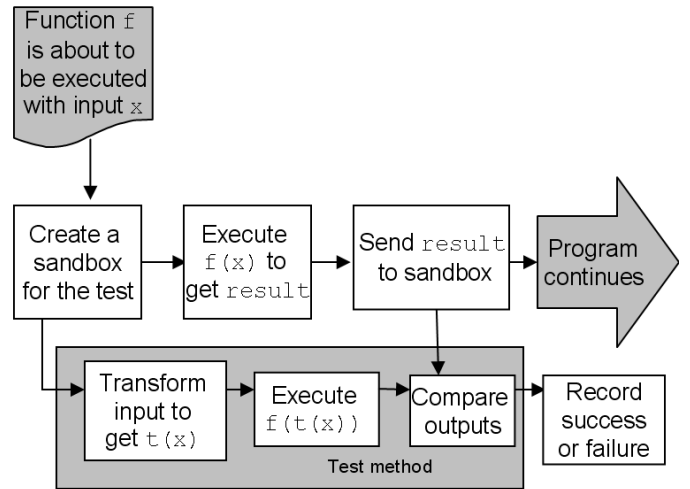 Function f
is about to
be executed
with input x
Create a
sandbox
for the test
Execute
f(x) to
get result
Send result
to sandbox
Program
continues
Transform
input to
get t(x)
Execute
f(t(x))
Compare
outputs
Record
success
or failure
Test method